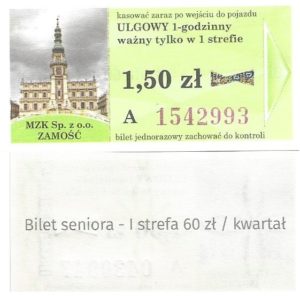 kasować zaraz po wejściu do pojazdu
ULGOWY 1-godzinny
ważny tylko w 1 strefie
1,50 zł
A 1542993
MZK Sp. z o.o.
ZAMOŚĆ
bilet jednorazowy zachować do kontroli
Bilet seniora - I strefa 60 zł / kwartał